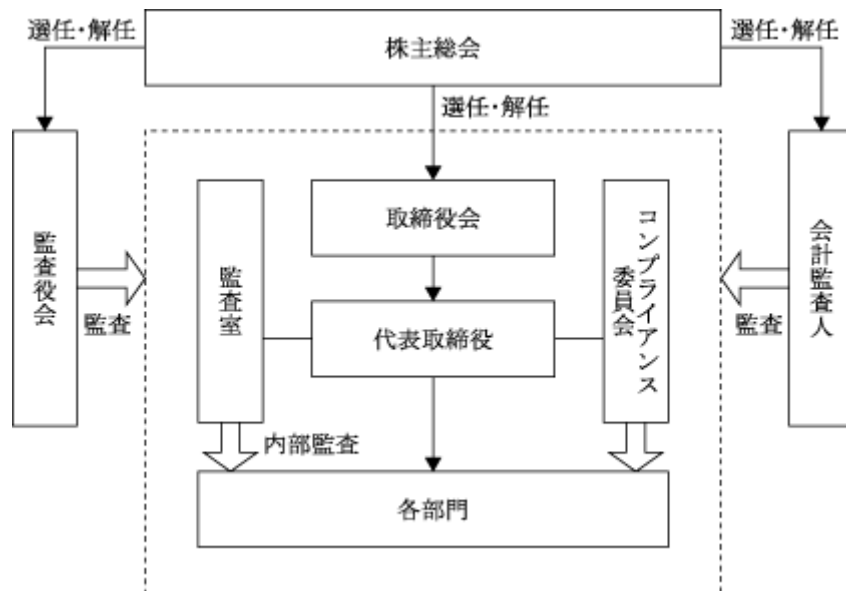 選任・解任
株主総会
選任・解任
選任・解任
監査役会
監査
監査室
取締役会
代表取締役
コンプライアンス
委員会
監査
会計監査人
内部監査
各部門